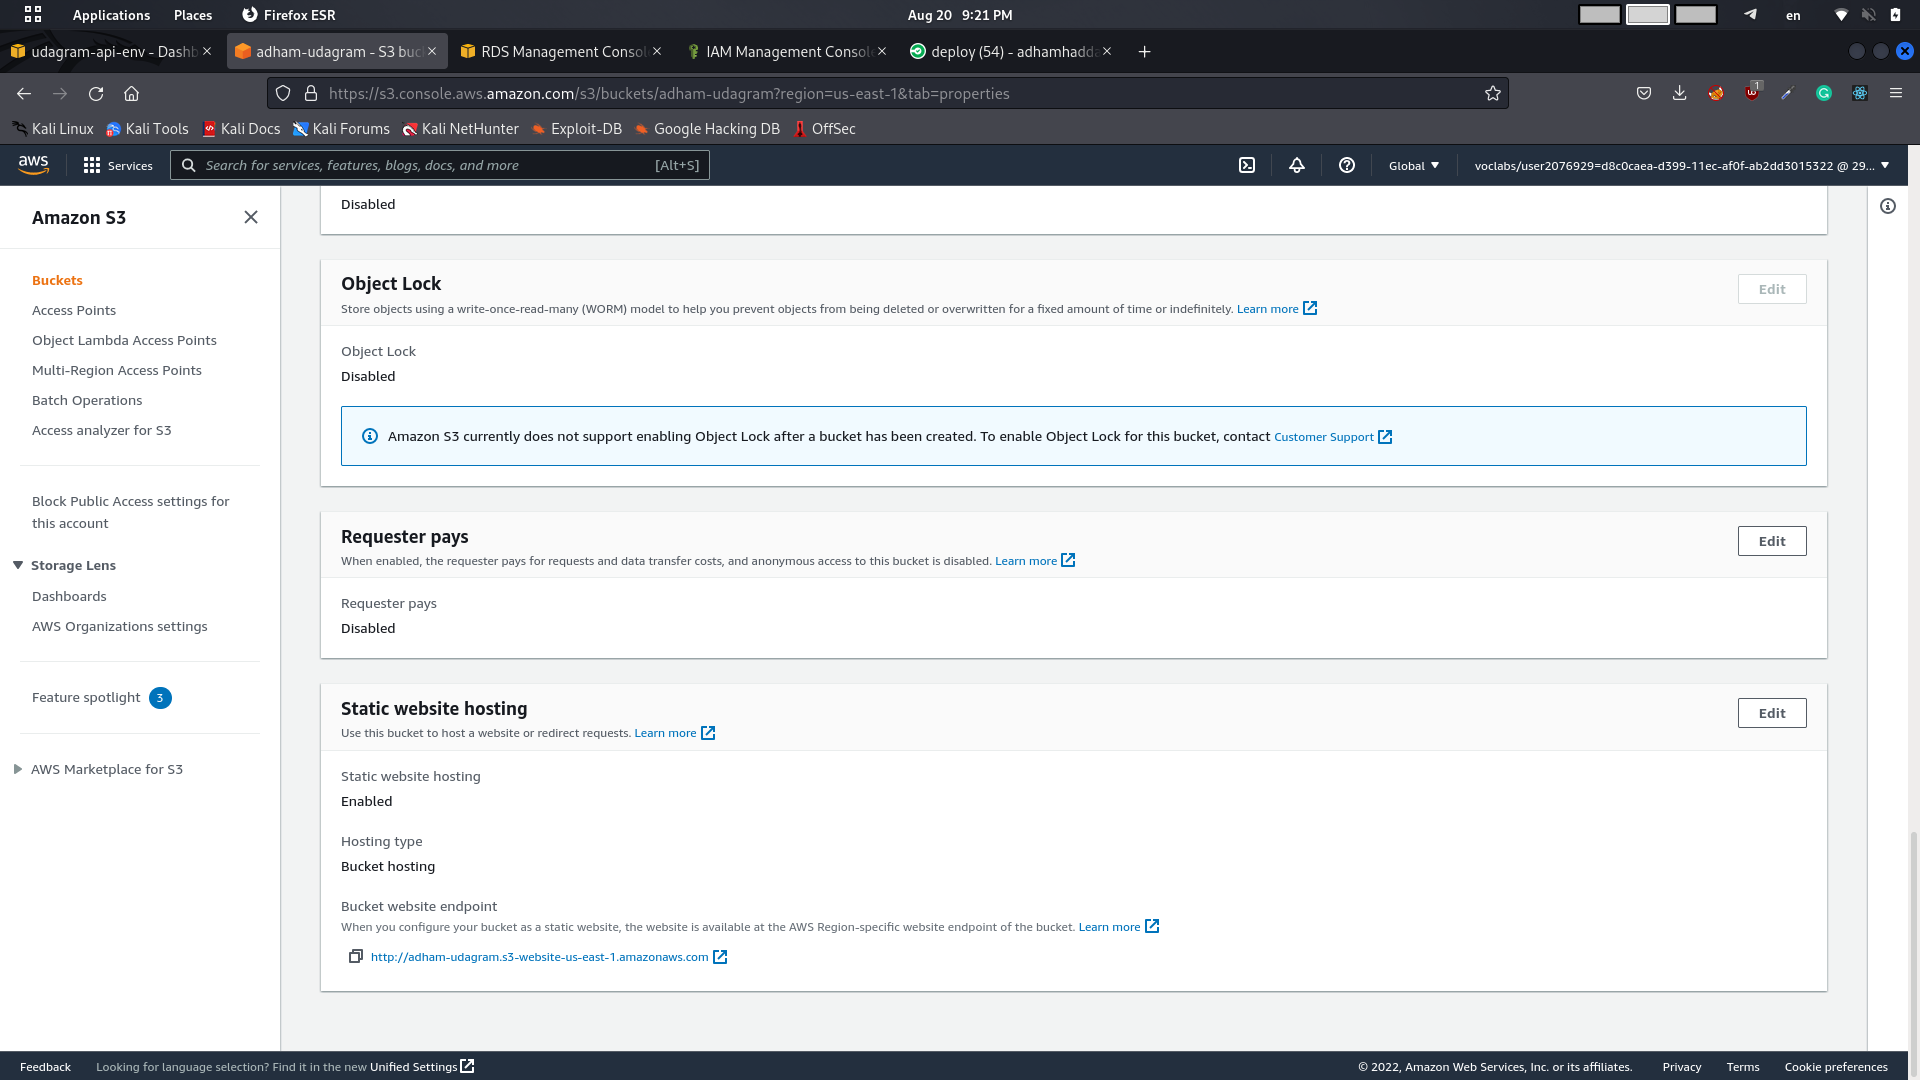 Applications Places Firefox ESR Aug 20 9:21 PM en
udagram-api-env - Dashb adham-udagram - S3 buc RDS Management Consol IAM Management Console deploy (54) - adhamhadda
https://s3.console.aws.amazon.com/s3/buckets/adham-udagram?region=us-east-1&tab=properties 1
Kali Linux Kali Tools Kali Docs Kali Forums Kali NetHunter Exploit-DB Google Hacking DB OffSec
aws Services Search for services, features, blogs, docs, and more [Alt+S] Global voclabs/user2076929=d8c0caea-d399-11ec-af0f-ab2dd3015322 @ 29...
Amazon S3
Buckets
Access Points
Object Lambda Access Points
Multi-Region Access Points
Batch Operations
Access analyzer for S3
Block Public Access settings for
this account
Storage Lens
Dashboards
AWS Organizations settings
Feature spotlight 3
AWS Marketplace for S3
Disabled
Object Lock
Edit
Store objects using a write-once-read-many (WORM) model to help you prevent objects from being deleted or overwritten for a fixed amount of time or indefinitely. Learn more
Object Lock
Disabled
Amazon S3 currently does not support enabling Object Lock after a bucket has been created. To enable Object Lock for this bucket, contact Customer Support
Requester pays
Edit
When enabled, the requester pays for requests and data transfer costs, and anonymous access to this bucket is disabled. Learn more
Requester pays
Disabled
Static website hosting
Edit
Use this bucket to host a website or redirect requests. Learn more
Static website hosting
Enabled
Hosting type
Bucket hosting
Bucket website endpoint
When you configure your bucket as a static website, the website is available at the AWS Region-specific website endpoint of the bucket. Learn more
http://adham-udagram.s3-website-us-east-1.amazonaws.com
Feedback Looking for language selection? Find it in the new Unified Settings © 2022, Amazon Web Services, Inc. or its affiliates. Privacy Terms Cookie preferences